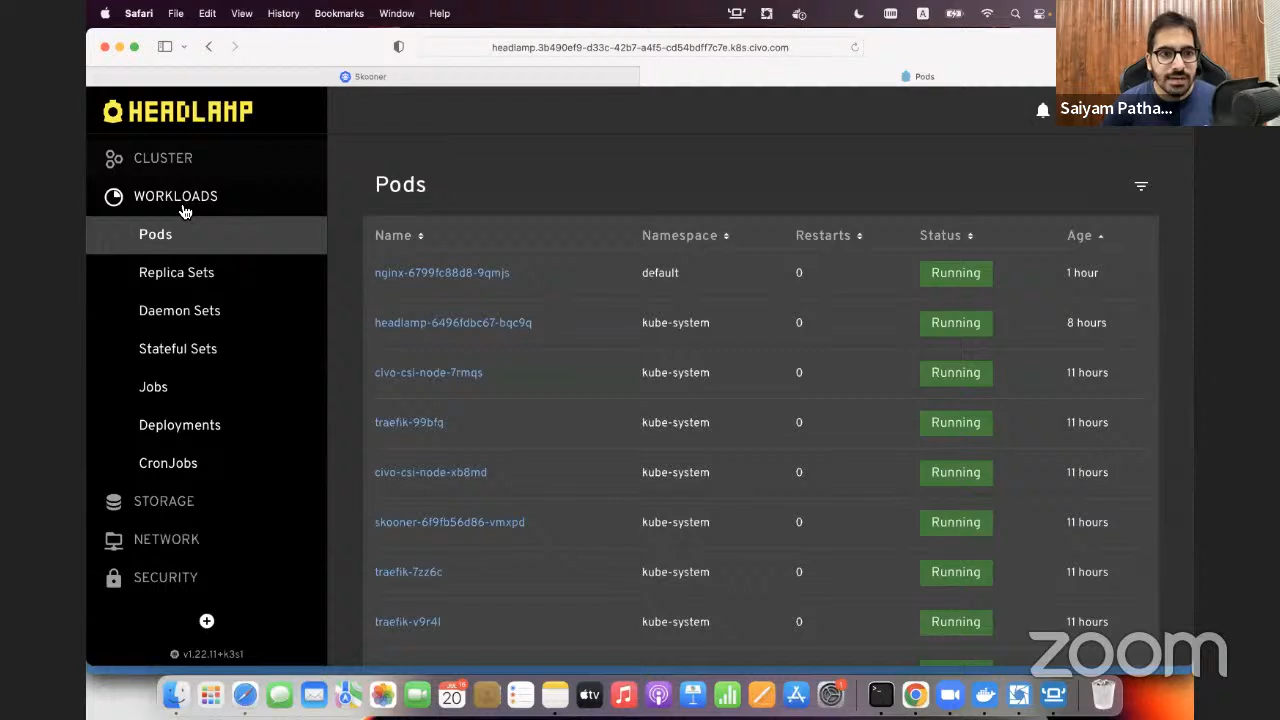 Safari File Edit View History Bookmarks Window Help
A
headlamp.3b490ef9-d33c-42b7-a4f5-cd54bdff7c7e.k8s.civo.com
Skooner
Pods
Saiyam Patha...
HEADLAMP
CLUSTER
WORKLOADS
Pods
Replica Sets
Daemon Sets
Stateful Sets
Jobs
Deployments
CronJobs
STORAGE
NETWORK
SECURITY
v1.22.11+k3s1
Pods
Name Namespace Restarts Status Age
nginx-6799fc88d8-9qmjs default 0 Running 1 hour
headlamp-6496fdbc67-bqc9q kube-system 0 Running 8 hours
civo-csi-node-7rmqs kube-system 0 Running 11 hours
traefik-99bfq kube-system 0 Running 11 hours
civo-csi-node-xb8md kube-system 0 Running 11 hours
skooner-6f9fb56d86-vmxpd kube-system 0 Running 11 hours
traefik-7zz6c kube-system 0 Running 11 hours
traefik-v9r4l kube-system 0 Running 11 hours
zoom
20
tv